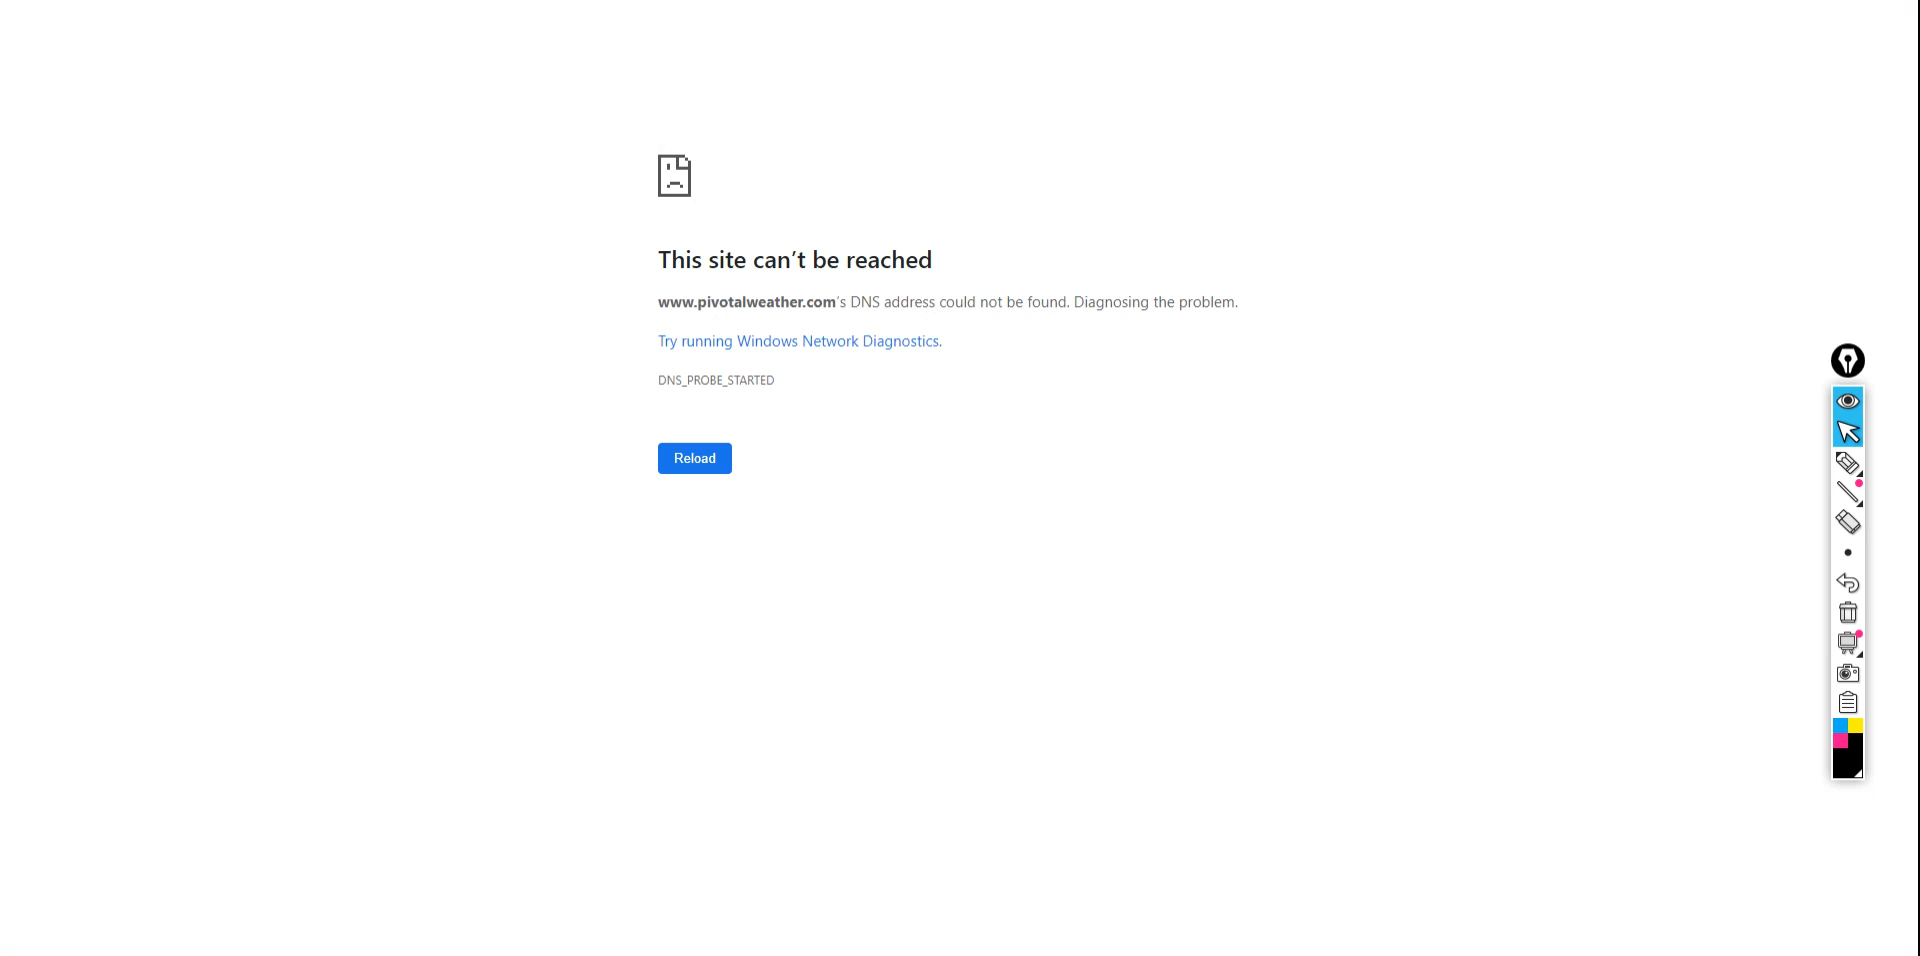 This site can’t be reached
www.pivotalweather.com's DNS address could not be found. Diagnosing the problem.
Try running Windows Network Diagnostics.
DNS_PROBE_STARTED
Reload